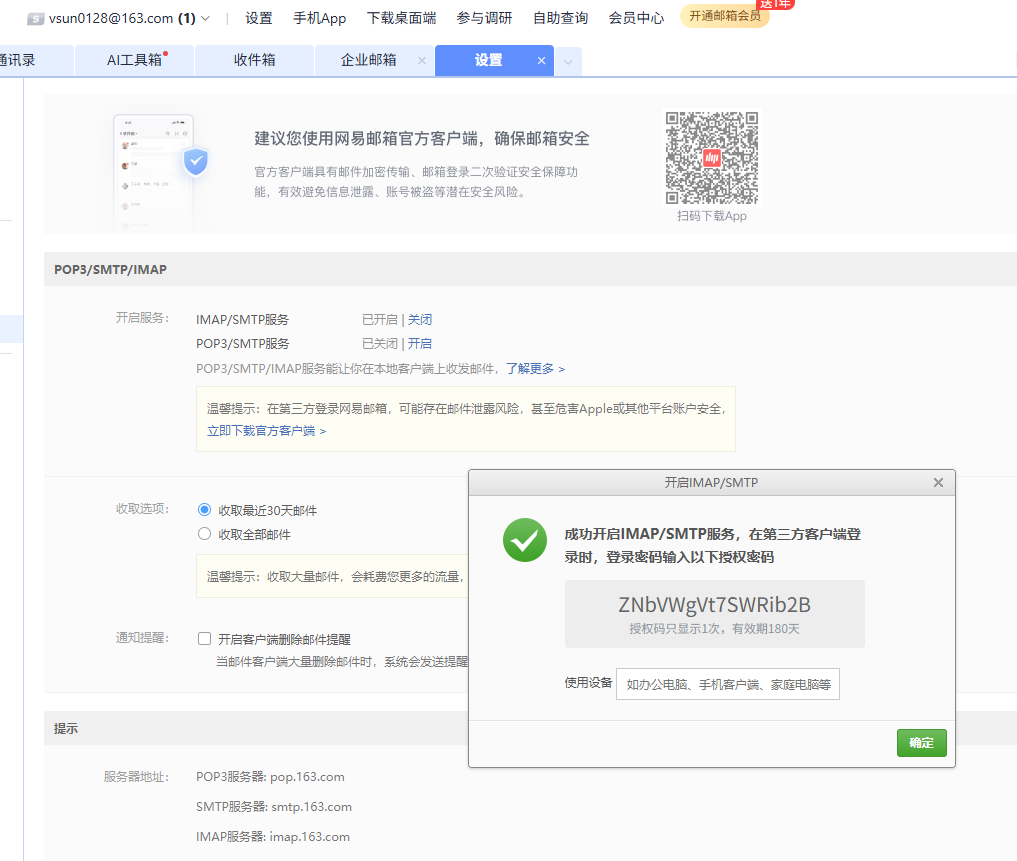 vsun0128@163.com (1) 设置 手机App 下载桌面端 参与调研 自助查询 会员中心 开通邮箱会员 送1年
通讯录 AI工具箱 收件箱 企业邮箱 设置
建议您使用网易邮箱官方客户端，确保邮箱安全
官方客户端具有邮件加密传输、邮箱登录二次验证安全保障功
能，有效避免信息泄露、账号被盗等潜在安全风险。
扫码下载App
POP3/SMTP/IMAP
开启服务： IMAP/SMTP服务 已开启 | 关闭
POP3/SMTP服务 已关闭 | 开启
POP3/SMTP/IMAP服务能让你在本地客户端上收发邮件，了解更多 >
温馨提示：在第三方登录网易邮箱，可能存在邮件泄露风险，甚至危害Apple或其他平台账户安全，
立即下载官方客户端 >
收取选项： 收取最近30天邮件
收取全部邮件
温馨提示：收取大量邮件，会耗费您更多的流量，
通知提醒： 开启客户端删除邮件提醒
当邮件客户端大量删除邮件时，系统会发送提醒
开启IMAP/SMTP
成功开启IMAP/SMTP服务，在第三方客户端登
录时，登录密码输入以下授权密码
ZNbVWgVt7SWRib2B
授权码只显示1次，有效期180天
使用设备 如办公电脑、手机客户端、家庭电脑等
确定
提示
服务器地址： POP3服务器: pop.163.com
SMTP服务器: smtp.163.com
IMAP服务器: imap.163.com